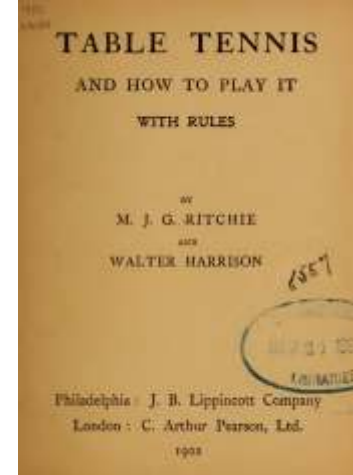 TABLE TENNIS
AND HOW TO PLAY IT
WITH RULES
BY
M. J. G. RITCHIE
AND
WALTER HARRISON
Philadelphia : J. B. Lippincott Company
London : C. Arthur Pearson, Ltd.
1902